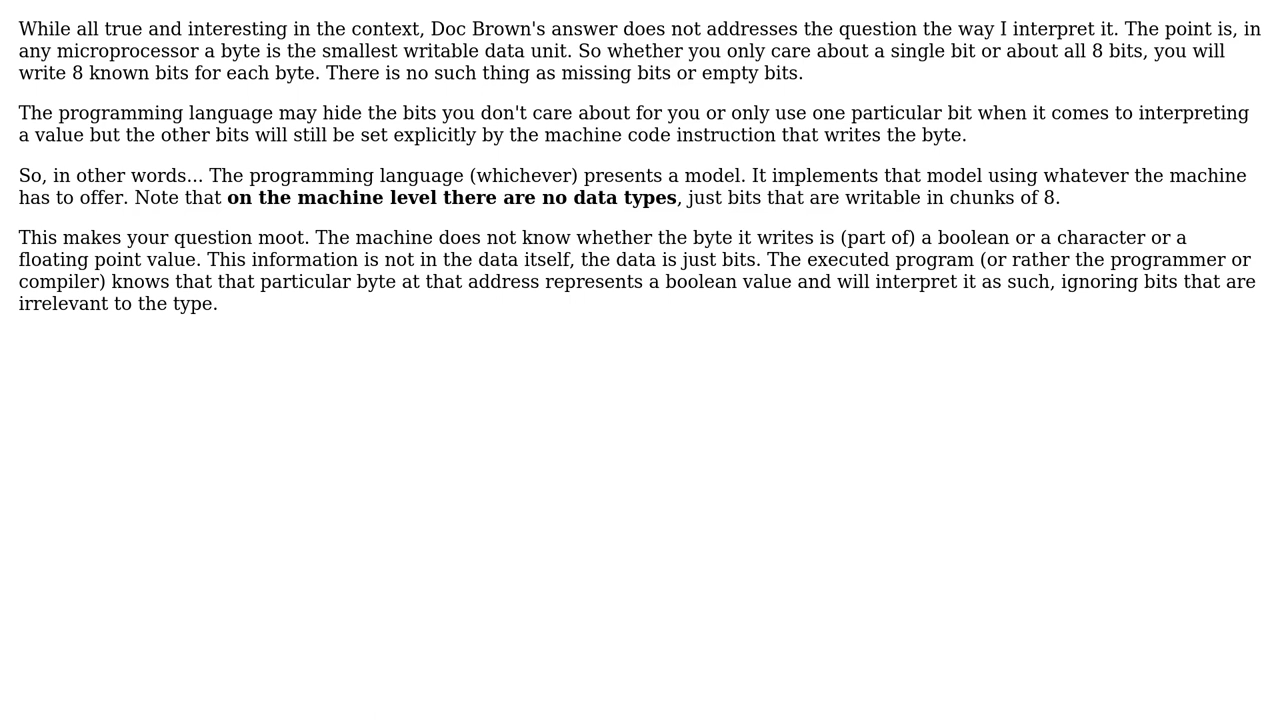 While all true and interesting in the context, Doc Brown's answer does not addresses the question the way I interpret it. The point is, in
any microprocessor a byte is the smallest writable data unit. So whether you only care about a single bit or about all 8 bits, you will
write 8 known bits for each byte. There is no such thing as missing bits or empty bits.
The programming language may hide the bits you don't care about for you or only use one particular bit when it comes to interpreting
a value but the other bits will still be set explicitly by the machine code instruction that writes the byte.
So, in other words... The programming language (whichever) presents a model. It implements that model using whatever the machine
has to offer. Note that on the machine level there are no data types, just bits that are writable in chunks of 8.
This makes your question moot. The machine does not know whether the byte it writes is (part of) a boolean or a character or a
floating point value. This information is not in the data itself, the data is just bits. The executed program (or rather the programmer or
compiler) knows that that particular byte at that address represents a boolean value and will interpret it as such, ignoring bits that are
irrelevant to the type.